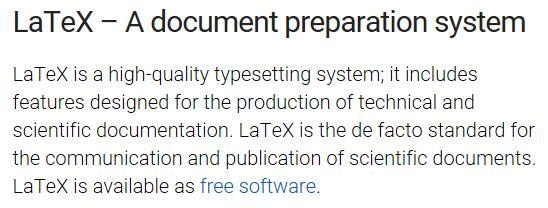 LaTeX – A document preparation system
LaTeX is a high-quality typesetting system; it includes
features designed for the production of technical and
scientific documentation. LaTeX is the de facto standard for
the communication and publication of scientific documents.
LaTeX is available as free software.